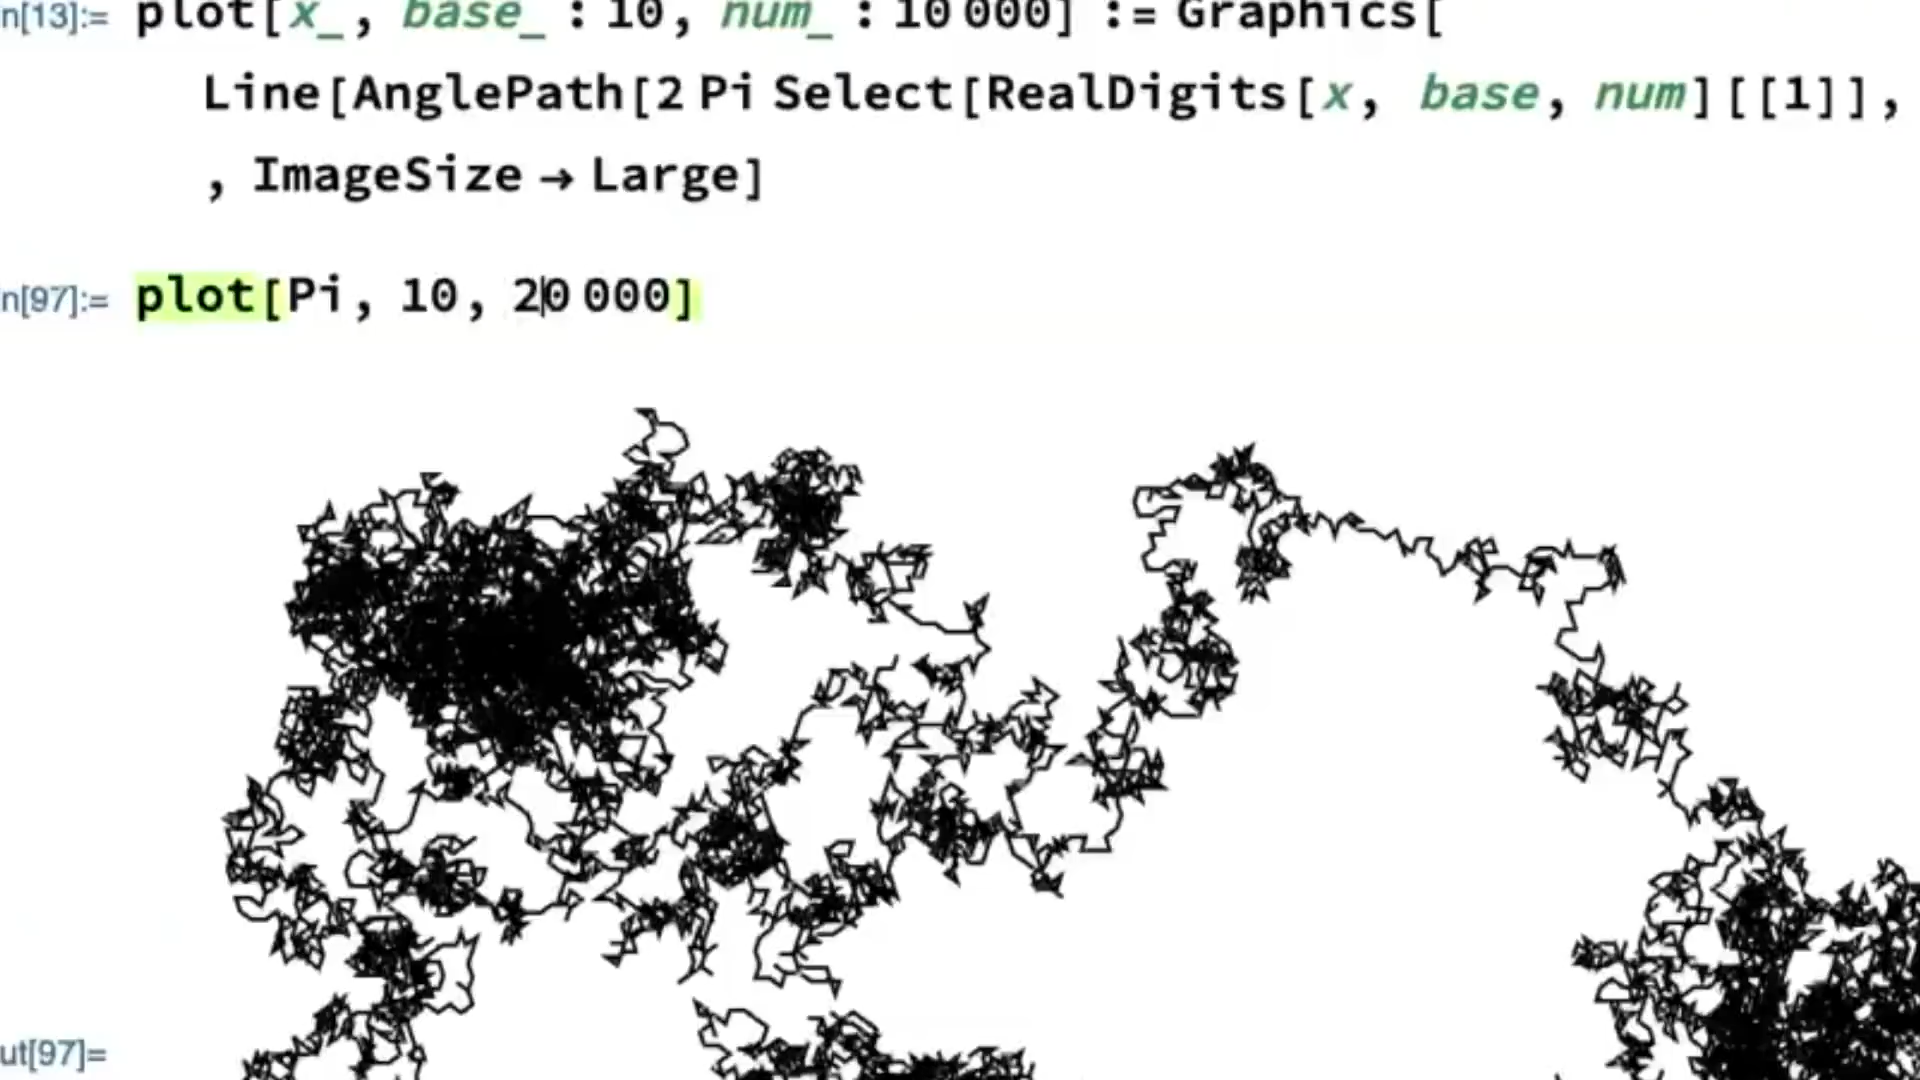 n[13]:= plot[x_, base_ : 10, num_ : 10 000] := Graphics[
Line[AnglePath[2 Pi Select[RealDigits[x, base, num][[1]],
, ImageSize → Large]
n[97]:= plot[Pi, 10, 20 000]
ut[97]=